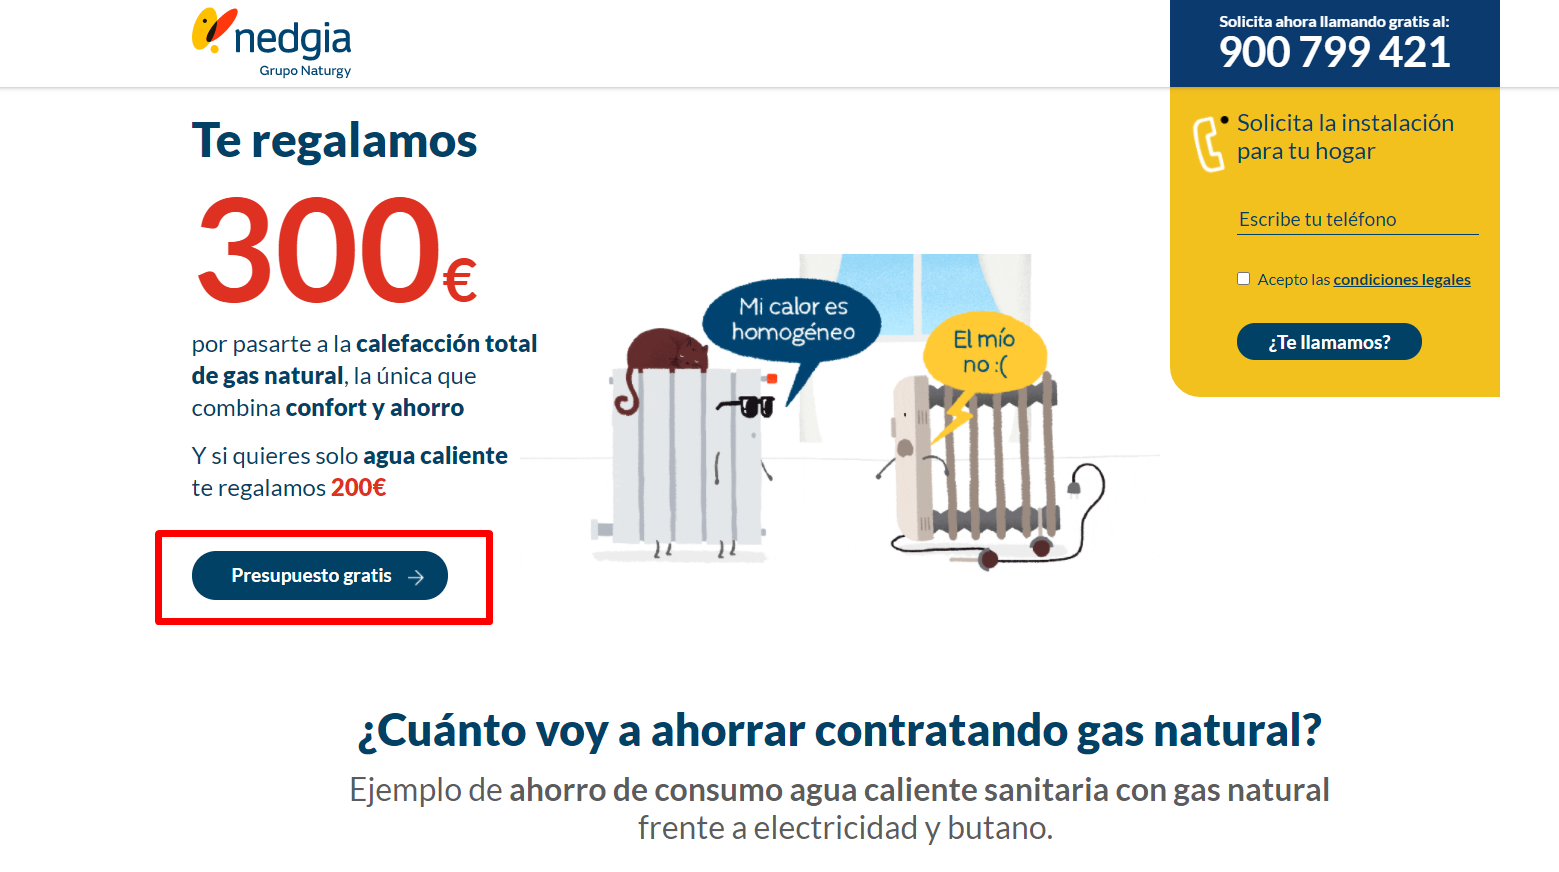 nedgia
Grupo Naturgy
Solicita ahora llamando gratis al:
900 799 421
Te regalamos
300€
por pasarte a la calefacción total
de gas natural, la única que
combina confort y ahorro
Y si quieres solo agua caliente
te regalamos 200€
Presupuesto gratis →
Mi calor es
homogéneo
El mío
no :(
Solicita la instalación
para tu hogar
Escribe tu teléfono
Acepto las condiciones legales
¿Te llamamos?
¿Cuánto voy a ahorrar contratando gas natural?
Ejemplo de ahorro de consumo agua caliente sanitaria con gas natural
frente a electricidad y butano.